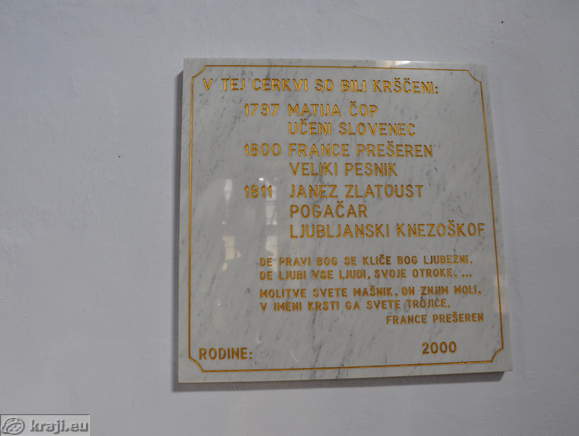 V TEJ CERKVI SO BILI KRŠČENI:
1797 MATIJA ČOP
UČENI SLOVENEC
1800 FRANCE PREŠEREN
VELIKI PESNIK
1811 JANEZ ZLATOUST
POGAČAR
LJUBLJANSKI KNEZOŠKOF
DE PRAVI BOG SE KLIČE BOG LJUBEZNI,
DE LJUBI VSE LJUDI, SVOJE OTROKE, ...
MOLITVE SVETE MAŠNIK, ON ZNJIM MOLI,
V IMENI KRSTI GA SVETE TROJICE.
FRANCE PREŠEREN
RODINE: 2000
kraji.eu